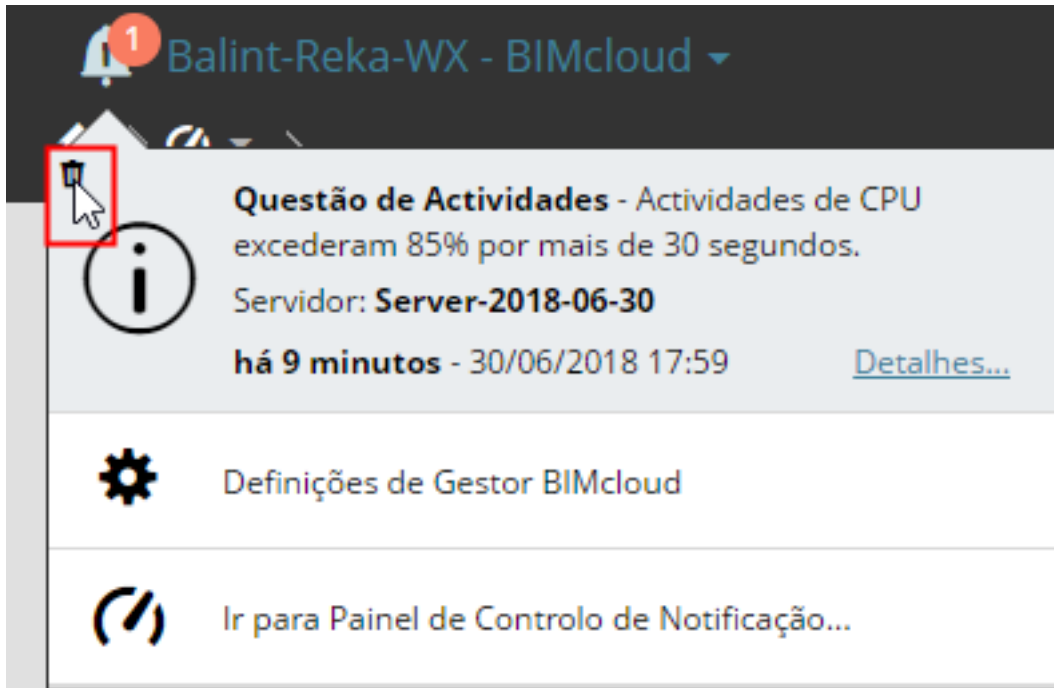 1
Balint-Reka-WX - BIMcloud
Questão de Actividades - Actividades de CPU
excederam 85% por mais de 30 segundos.
Servidor: Server-2018-06-30
há 9 minutos - 30/06/2018 17:59 Detalhes...
Definições de Gestor BIMcloud
Ir para Painel de Controlo de Notificação...